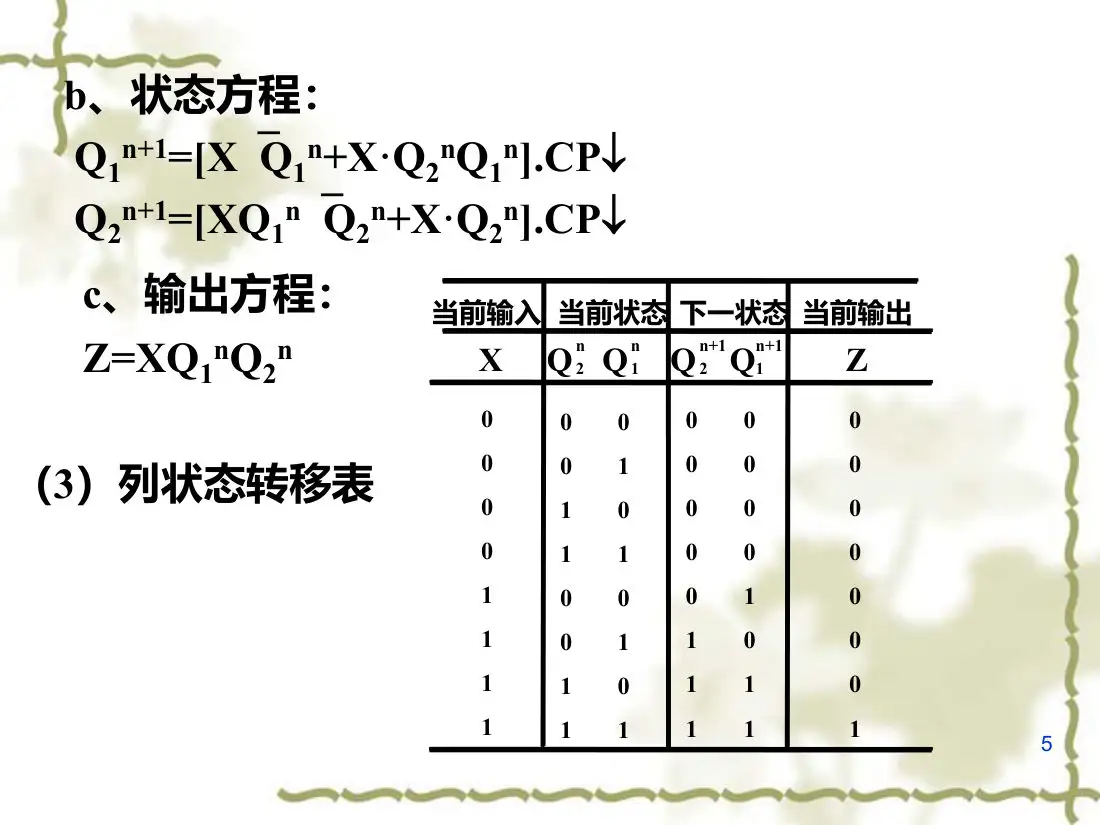 b、状态方程：
Q₁ⁿ⁺¹=[X Q̅₁ⁿ+X·Q₂ⁿQ₁ⁿ].CP↓
Q₂ⁿ⁺¹=[XQ₁ⁿ Q̅₂ⁿ+X·Q₂ⁿ].CP↓
c、输出方程：
Z=XQ₁ⁿQ₂ⁿ
（3）列状态转移表
当前输入 当前状态 下一状态 当前输出
X Q₂ⁿ Q₁ⁿ Q₂ⁿ⁺¹ Q₁ⁿ⁺¹ Z
0 0 0 0 0 0
0 0 1 0 0 0
0 1 0 0 0 0
0 1 1 0 0 0
1 0 0 0 1 0
1 0 1 1 0 0
1 1 0 1 1 0
1 1 1 1 1 1
5